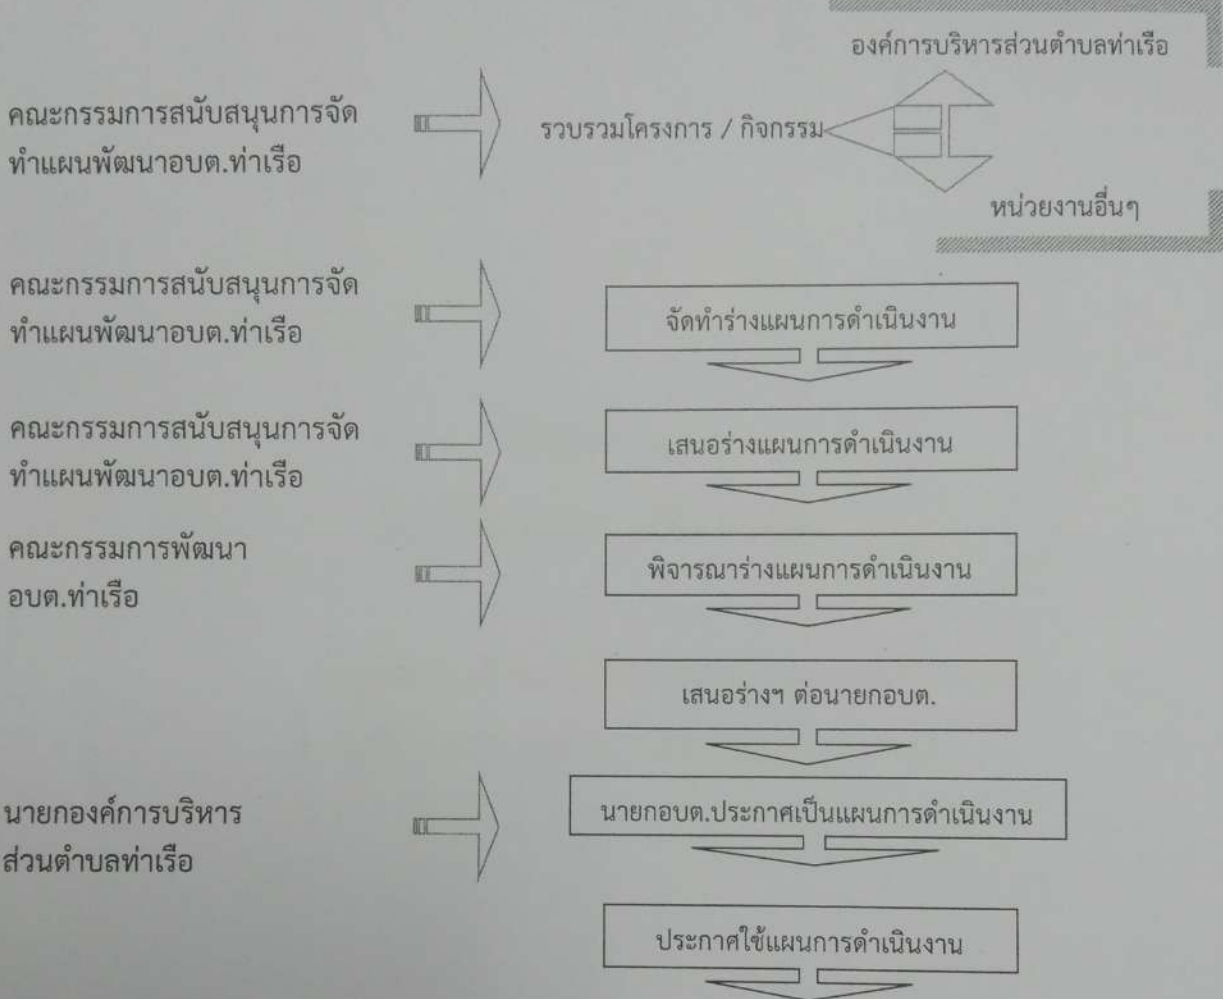 องค์การบริหารส่วนตำบลท่าเรือ
คณะกรรมการสนับสนุนการจัด
ทำแผนพัฒนาอบต.ท่าเรือ
รวบรวมโครงการ / กิจกรรม
หน่วยงานอื่นๆ
คณะกรรมการสนับสนุนการจัด
ทำแผนพัฒนาอบต.ท่าเรือ
จัดทำร่างแผนการดำเนินงาน
คณะกรรมการสนับสนุนการจัด
ทำแผนพัฒนาอบต.ท่าเรือ
เสนอร่างแผนการดำเนินงาน
คณะกรรมการพัฒนา
อบต.ท่าเรือ
พิจารณาร่างแผนการดำเนินงาน
เสนอร่างฯ ต่อนายกอบต.
นายกองค์การบริหาร
ส่วนตำบลท่าเรือ
นายกอบต.ประกาศเป็นแผนการดำเนินงาน
ประกาศใช้แผนการดำเนินงาน